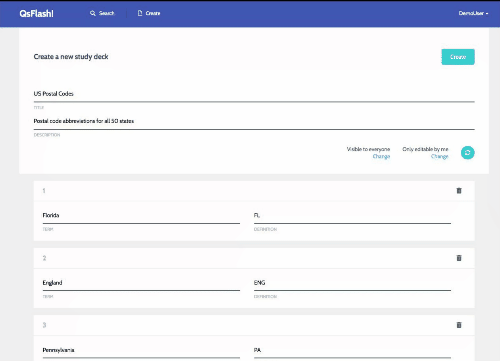 QsFlash!
Search
Create
DemoUser
Create a new study deck
Create
US Postal Codes
TITLE
Postal code abbreviations for all 50 states
DESCRIPTION
Visible to everyone
Change
Only editable by me
Change
1
Florida
FL
TERM
DEFINITION
2
England
ENG
TERM
DEFINITION
3
Pennsylvania
PA